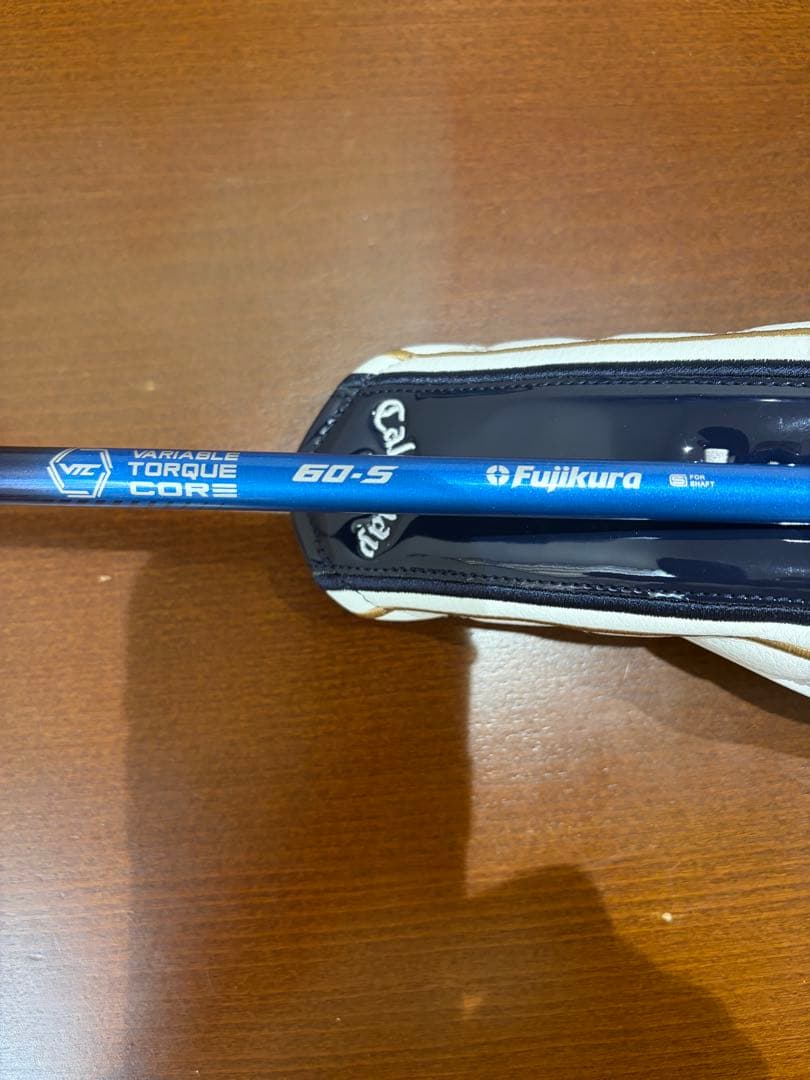 VTC
VARIABLE
TORQUE
CORE
60-S
Fujikura
FOR
SHAFT